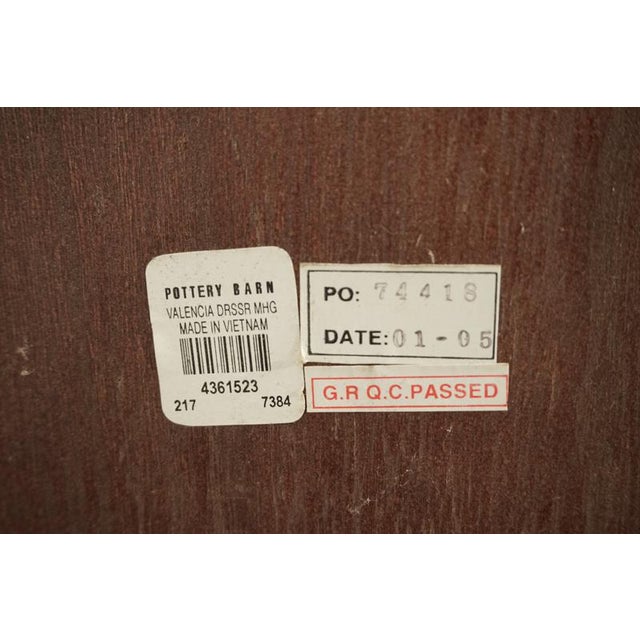 POTTERY BARN
VALENCIA DRSSR MHG
MADE IN VIETNAM
4361523
217 7384
PO: 74418
DATE: 01-05
G.R Q.C.PASSED